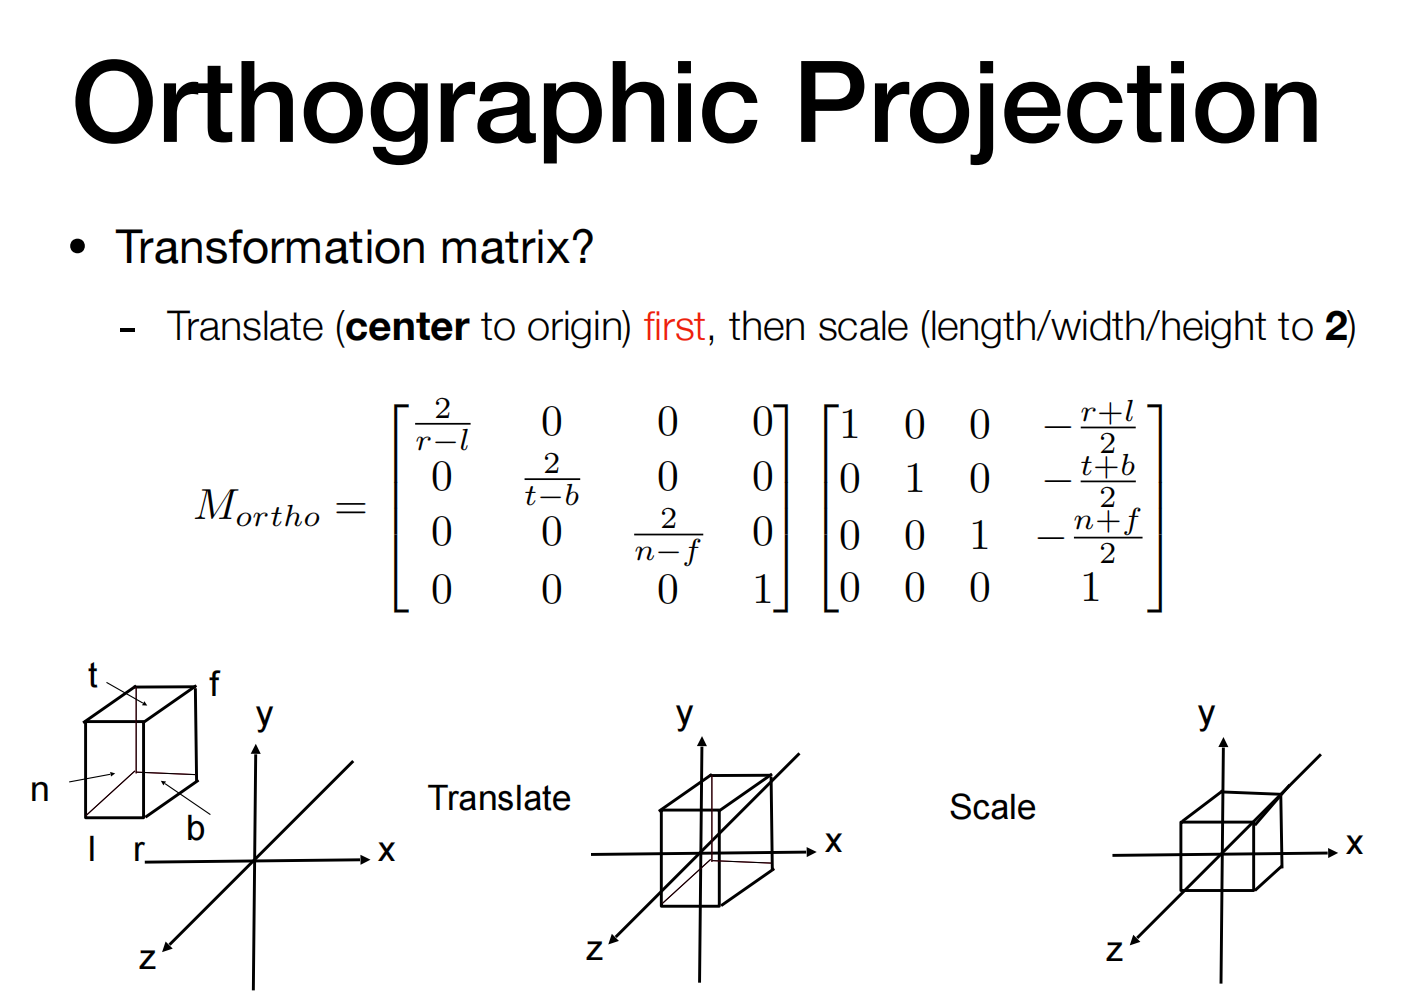 Orthographic Projection
• Transformation matrix?
- Translate (center to origin) first, then scale (length/width/height to 2)
$M_{ortho} = \begin{bmatrix} \frac{2}{r-l} & 0 & 0 & 0 \\ 0 & \frac{2}{t-b} & 0 & 0 \\ 0 & 0 & \frac{2}{n-f} & 0 \\ 0 & 0 & 0 & 1 \end{bmatrix} \begin{bmatrix} 1 & 0 & 0 & -\frac{r+l}{2} \\ 0 & 1 & 0 & -\frac{t+b}{2} \\ 0 & 0 & 1 & -\frac{n+f}{2} \\ 0 & 0 & 0 & 1 \end{bmatrix}$
t
f
n
b
l
r
y
x
z
Translate
y
x
z
Scale
y
x
z